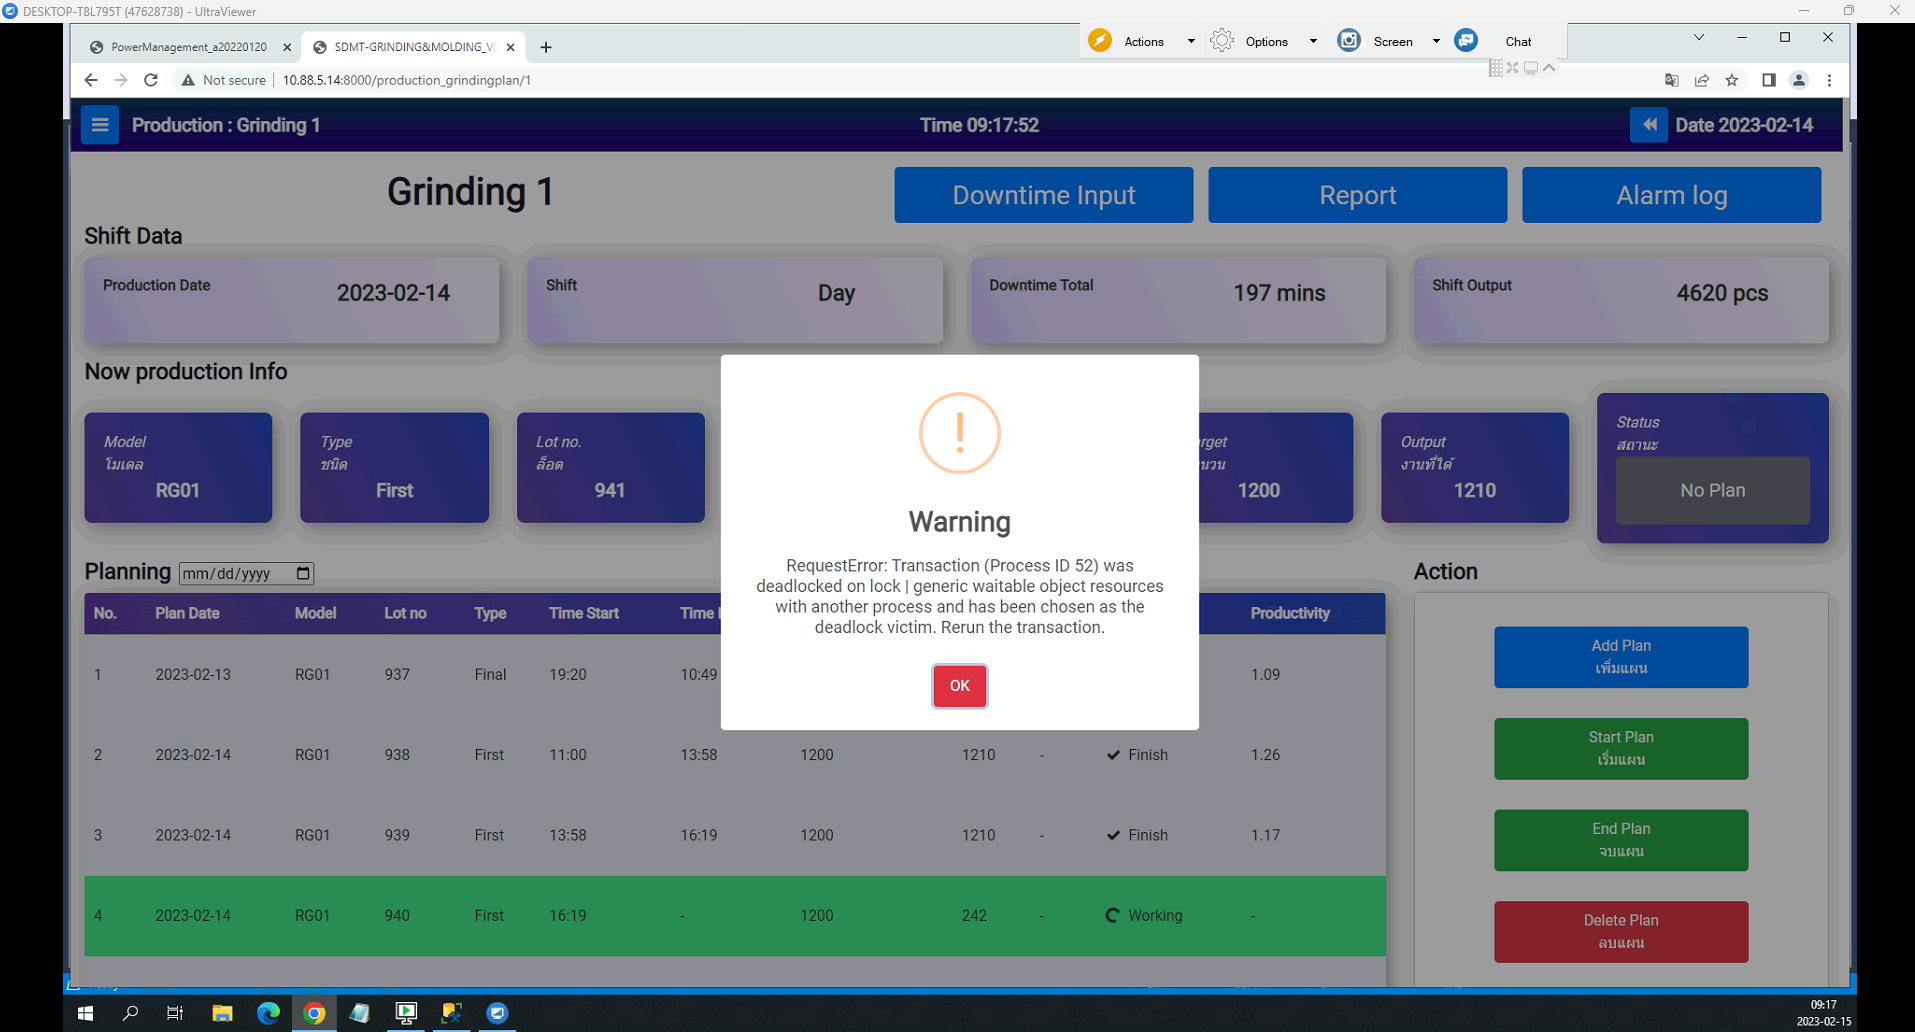 DESKTOP-T8L795T (47628738) - UltraViewer
PowerManagement_a20220120
SDMT-GRINDING&MOLDING_V
Actions
Options
Screen
Chat
Not secure
10.88.5.14:8000/production_grindingplan/1
Production : Grinding 1
Time 09:17:52
Date 2023-02-14
Grinding 1
Downtime Input
Report
Alarm log
Shift Data
Production Date
2023-02-14
Shift
Day
Downtime Total
197 mins
Shift Output
4620 pcs
Now production Info
Model
โมเดล
RG01
Type
ชนิด
First
Lot no.
ล็อต
941
rget
นวน
1200
Output
งานที่ได้
1210
Status
สถานะ
No Plan
Warning
RequestError: Transaction (Process ID 52) was
deadlocked on lock | generic waitable object resources
with another process and has been chosen as the
deadlock victim. Rerun the transaction.
OK
Planning mm/dd/yyyy
No. Plan Date Model Lot no Type Time Start Time Productivity
1 2023-02-13 RG01 937 Final 19:20 10:49 1.09
2 2023-02-14 RG01 938 First 11:00 13:58 1200 1210 - Finish 1.26
3 2023-02-14 RG01 939 First 13:58 16:19 1200 1210 - Finish 1.17
4 2023-02-14 RG01 940 First 16:19 - 1200 242 - Working -
Action
Add Plan
เพิ่มแผน
Start Plan
เริ่มแผน
End Plan
จบแผน
Delete Plan
ลบแผน
09:17
2023-02-15